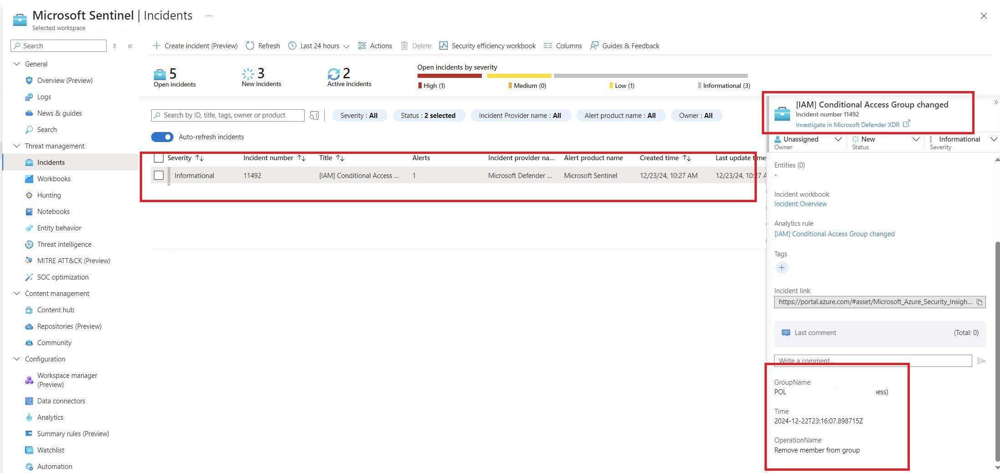 Microsoft Sentinel | Incidents ...
Selected workspace
Search
Create incident (Preview) Refresh Last 24 hours Actions Delete Security efficiency workbook Columns Guides & Feedback
General
Overview (Preview)
Logs
News & guides
Search
Threat management
Incidents
Workbooks
Hunting
Notebooks
Entity behavior
Threat intelligence
MITRE ATT&CK (Preview)
SOC optimization
Content management
Content hub
Repositories (Preview)
Community
Configuration
Workspace manager
(Preview)
Data connectors
Analytics
Summary rules (Preview)
Watchlist
Automation
5
Open incidents
3
New incidents
2
Active incidents
Open incidents by severity
High (1) Medium (0) Low (1) Informational (3)
Search by ID, title, tags, owner or product
Severity : All Status : 2 selected Incident Provider name : All Alert product name : All Owner : All
Auto-refresh incidents
Severity Incident number Title Alerts Incident provider na... Alert product name Created time Last update time
Informational 11492 [IAM] Conditional Access ... 1 Microsoft Defender ... Microsoft Sentinel 12/23/24, 10:27 AM 12/23/24, 10:27 A
[IAM] Conditional Access Group changed
Incident number 11492
Investigate in Microsoft Defender XDR
Unassigned New Informational
Owner Status Severity
Entities (0)
-
Incident workbook
Incident Overview
Analytics rule
[IAM] Conditional Access Group changed
Tags
Incident link
https://portal.azure.com/#asset/Microsoft_Azure_Security_Insigh...
Last comment (Total: 0)
Write a comment...
GroupName
POL ness)
Time
2024-12-22T23:16:07.898715Z
OperationName
Remove member from group